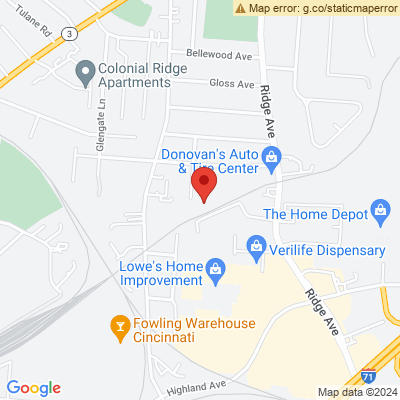 Map error: g.co/staticmaperror
Tulane Rd
3
Bellewood Ave
Colonial Ridge
Apartments
Gloss Ave
Ridge Ave
Glengate Ln
Donovan's Auto
& Tire Center
The Home Depot
Verilife Dispensary
Lowe's Home
Improvement
Ridge Ave
Fowling Warehouse
Cincinnati
71
Highland Ave
Google
Map data ©2024